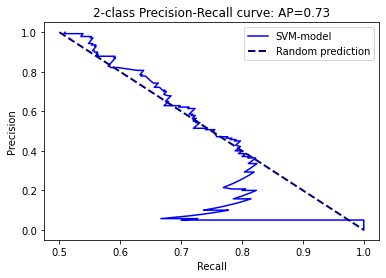 2-class Precision-Recall curve: AP=0.73
SVM-model
Random prediction
Precision
1.0
0.8
0.6
0.4
0.2
0.0
0.5 0.6 0.7 0.8 0.9 1.0
Recall